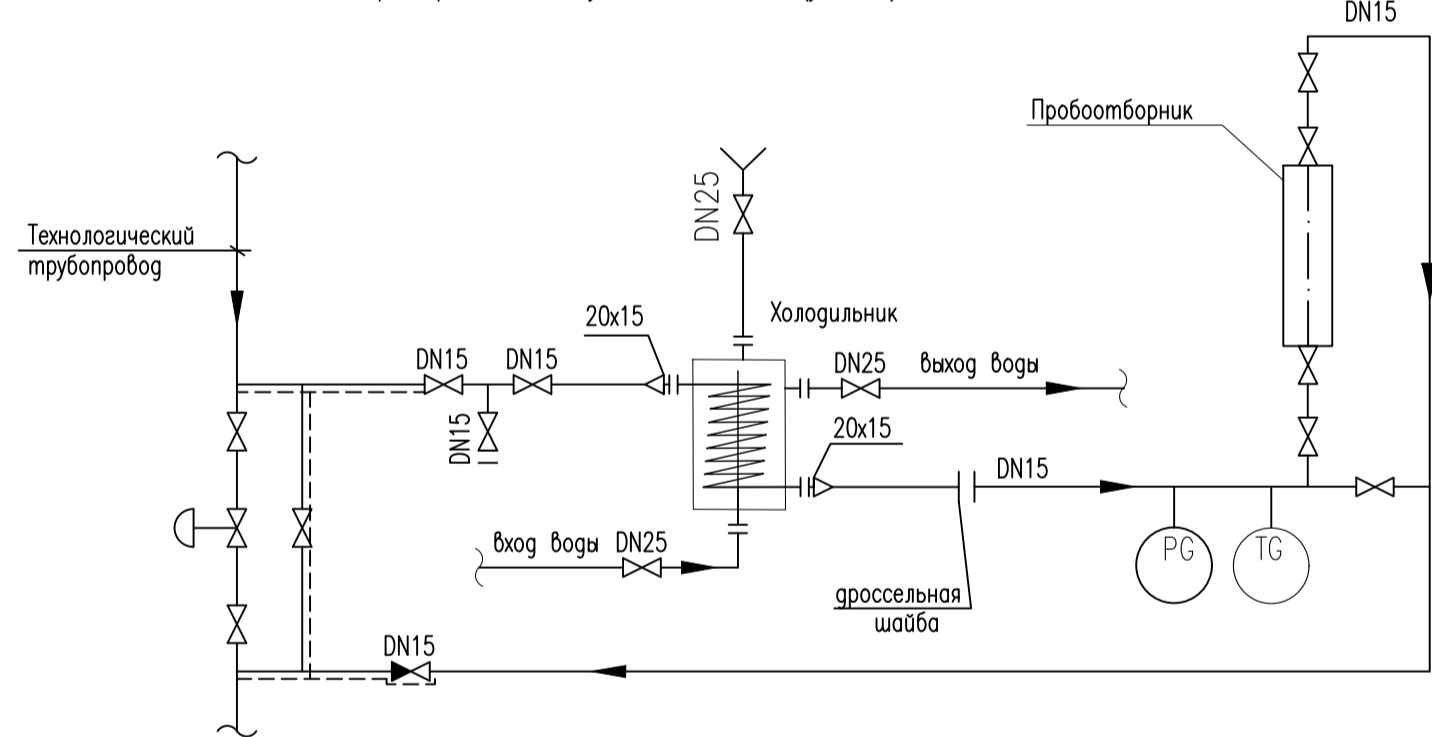 DN15
Пробоотборник
DN25
Технологический
трубопровод
20x15
Холодильник
DN15
DN15
DN25
выход воды
DN15
20x15
DN15
вход воды
DN25
PG
TG
дроссельная
шайба
DN15